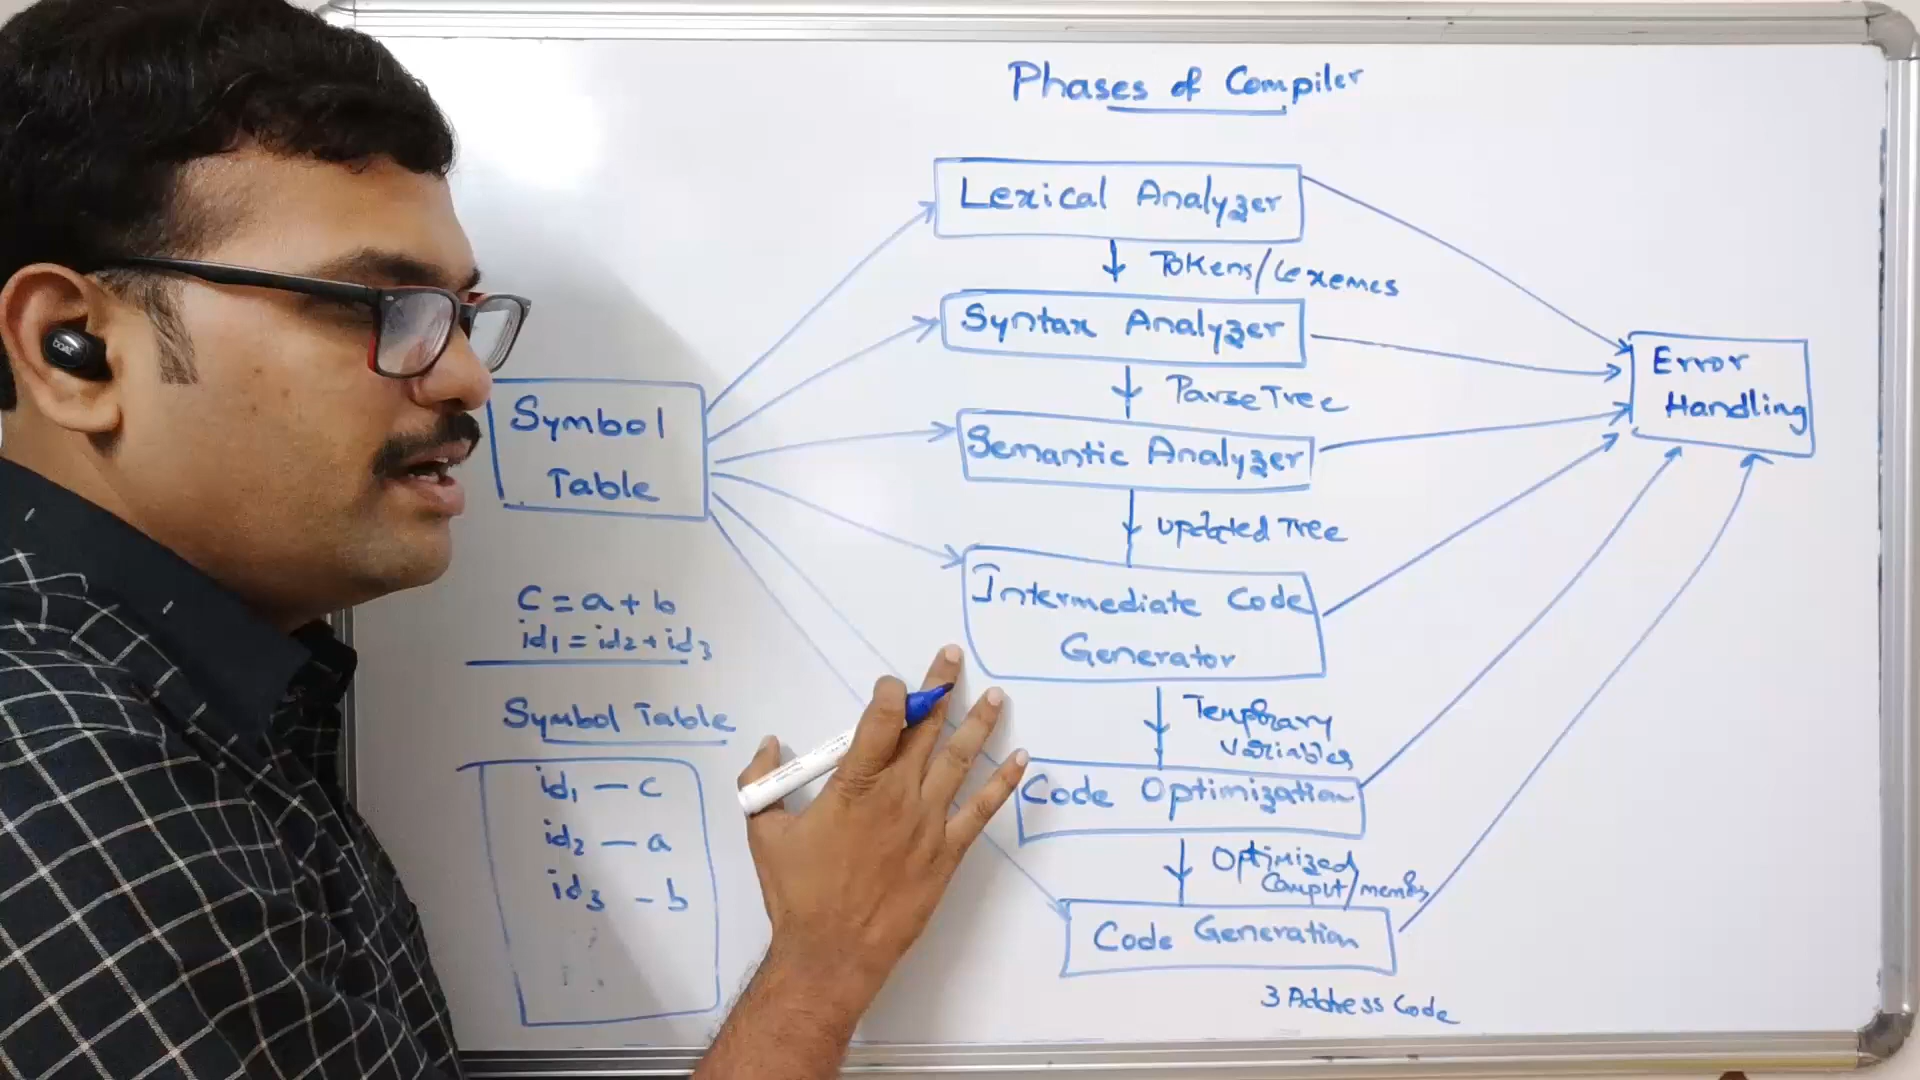 Phases of Compiler
Lexical Analyzer
Tokens/Lexemes
Syntax Analyzer
ParseTree
Semantic Analyzer
updated Tree
Intermediate Code
Generator
Temporary
variables
Code Optimization
Optimized
Code Generation
3 Address Code
Symbol
Table
Error
Handling
C = a + b
id1 = id2 + id3
Symbol Table
id1 — c
id2 — a
id3 - b
boAt